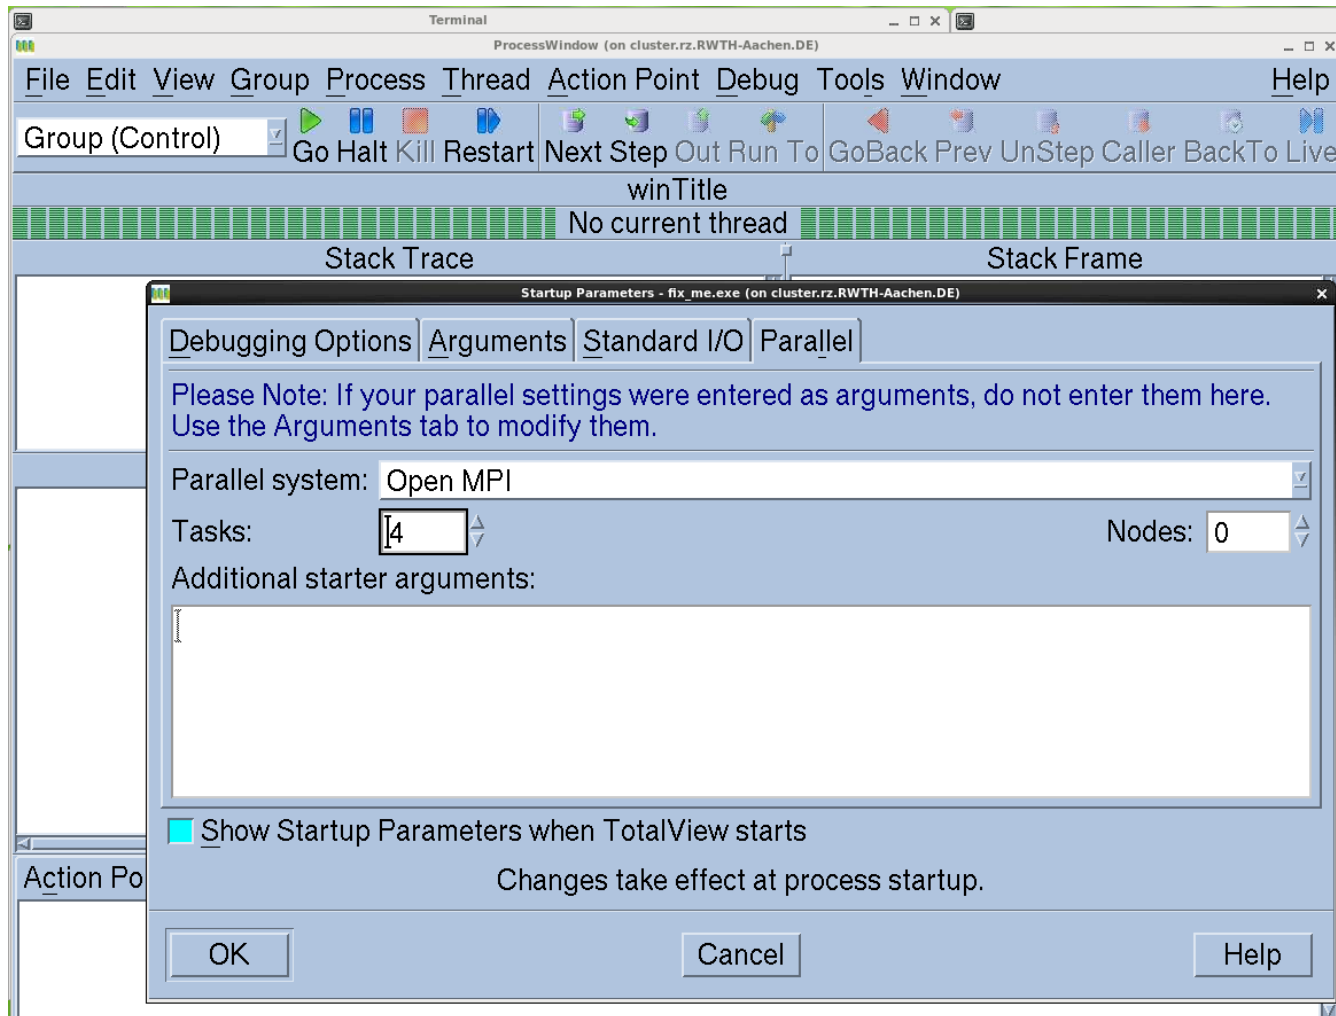 Terminal
ProcessWindow (on cluster.rz.RWTH-Aachen.DE)
File Edit View Group Process Thread Action Point Debug Tools Window Help
Group (Control)
Go Halt Kill Restart Next Step Out Run To GoBack Prev UnStep Caller BackTo Live
winTitle
No current thread
Stack Trace Stack Frame
Startup Parameters - fix_me.exe (on cluster.rz.RWTH-Aachen.DE)
Debugging Options Arguments Standard I/O Parallel
Please Note: If your parallel settings were entered as arguments, do not enter them here.
Use the Arguments tab to modify them.
Parallel system: Open MPI
Tasks: 4 Nodes: 0
Additional starter arguments:
Show Startup Parameters when TotalView starts
Action Po
Changes take effect at process startup.
OK Cancel Help